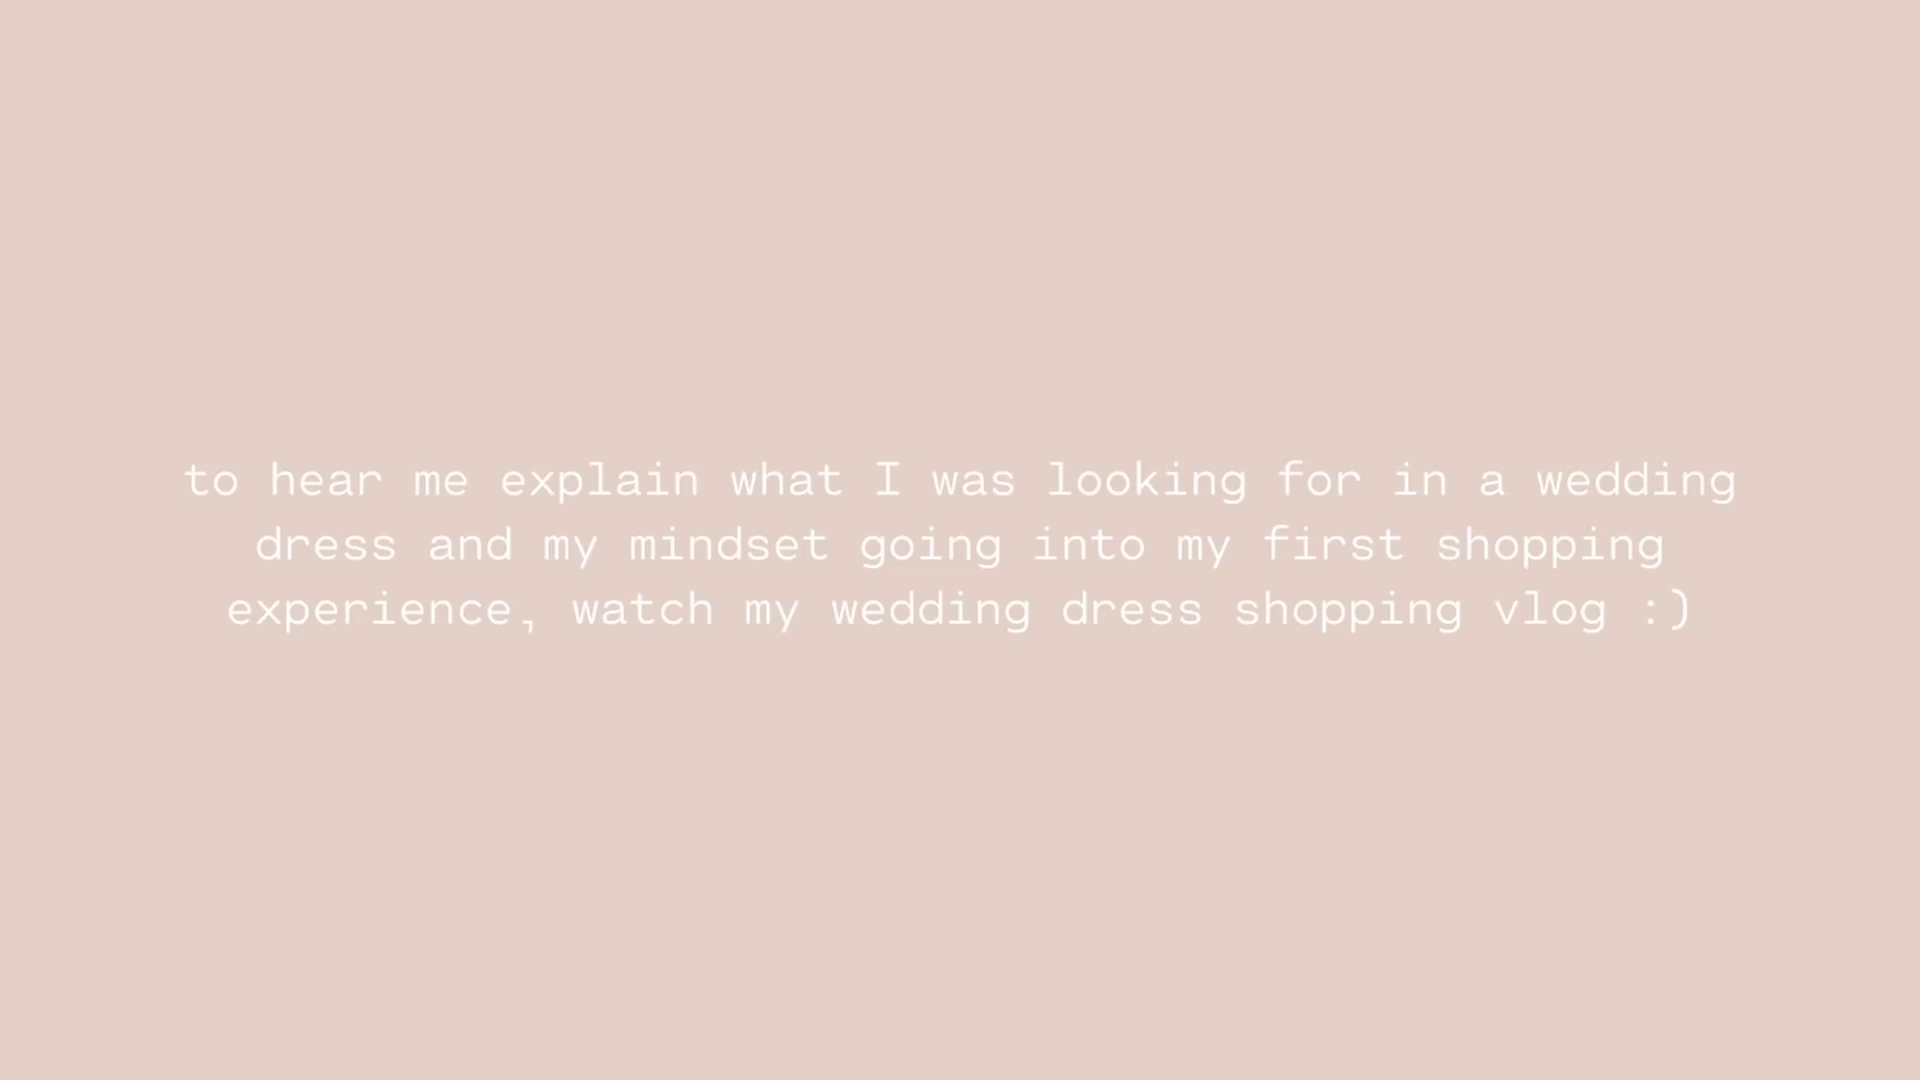 to hear me explain what I was looking for in a wedding
dress and my mindset going into my first shopping
experience, watch my wedding dress shopping vlog :)